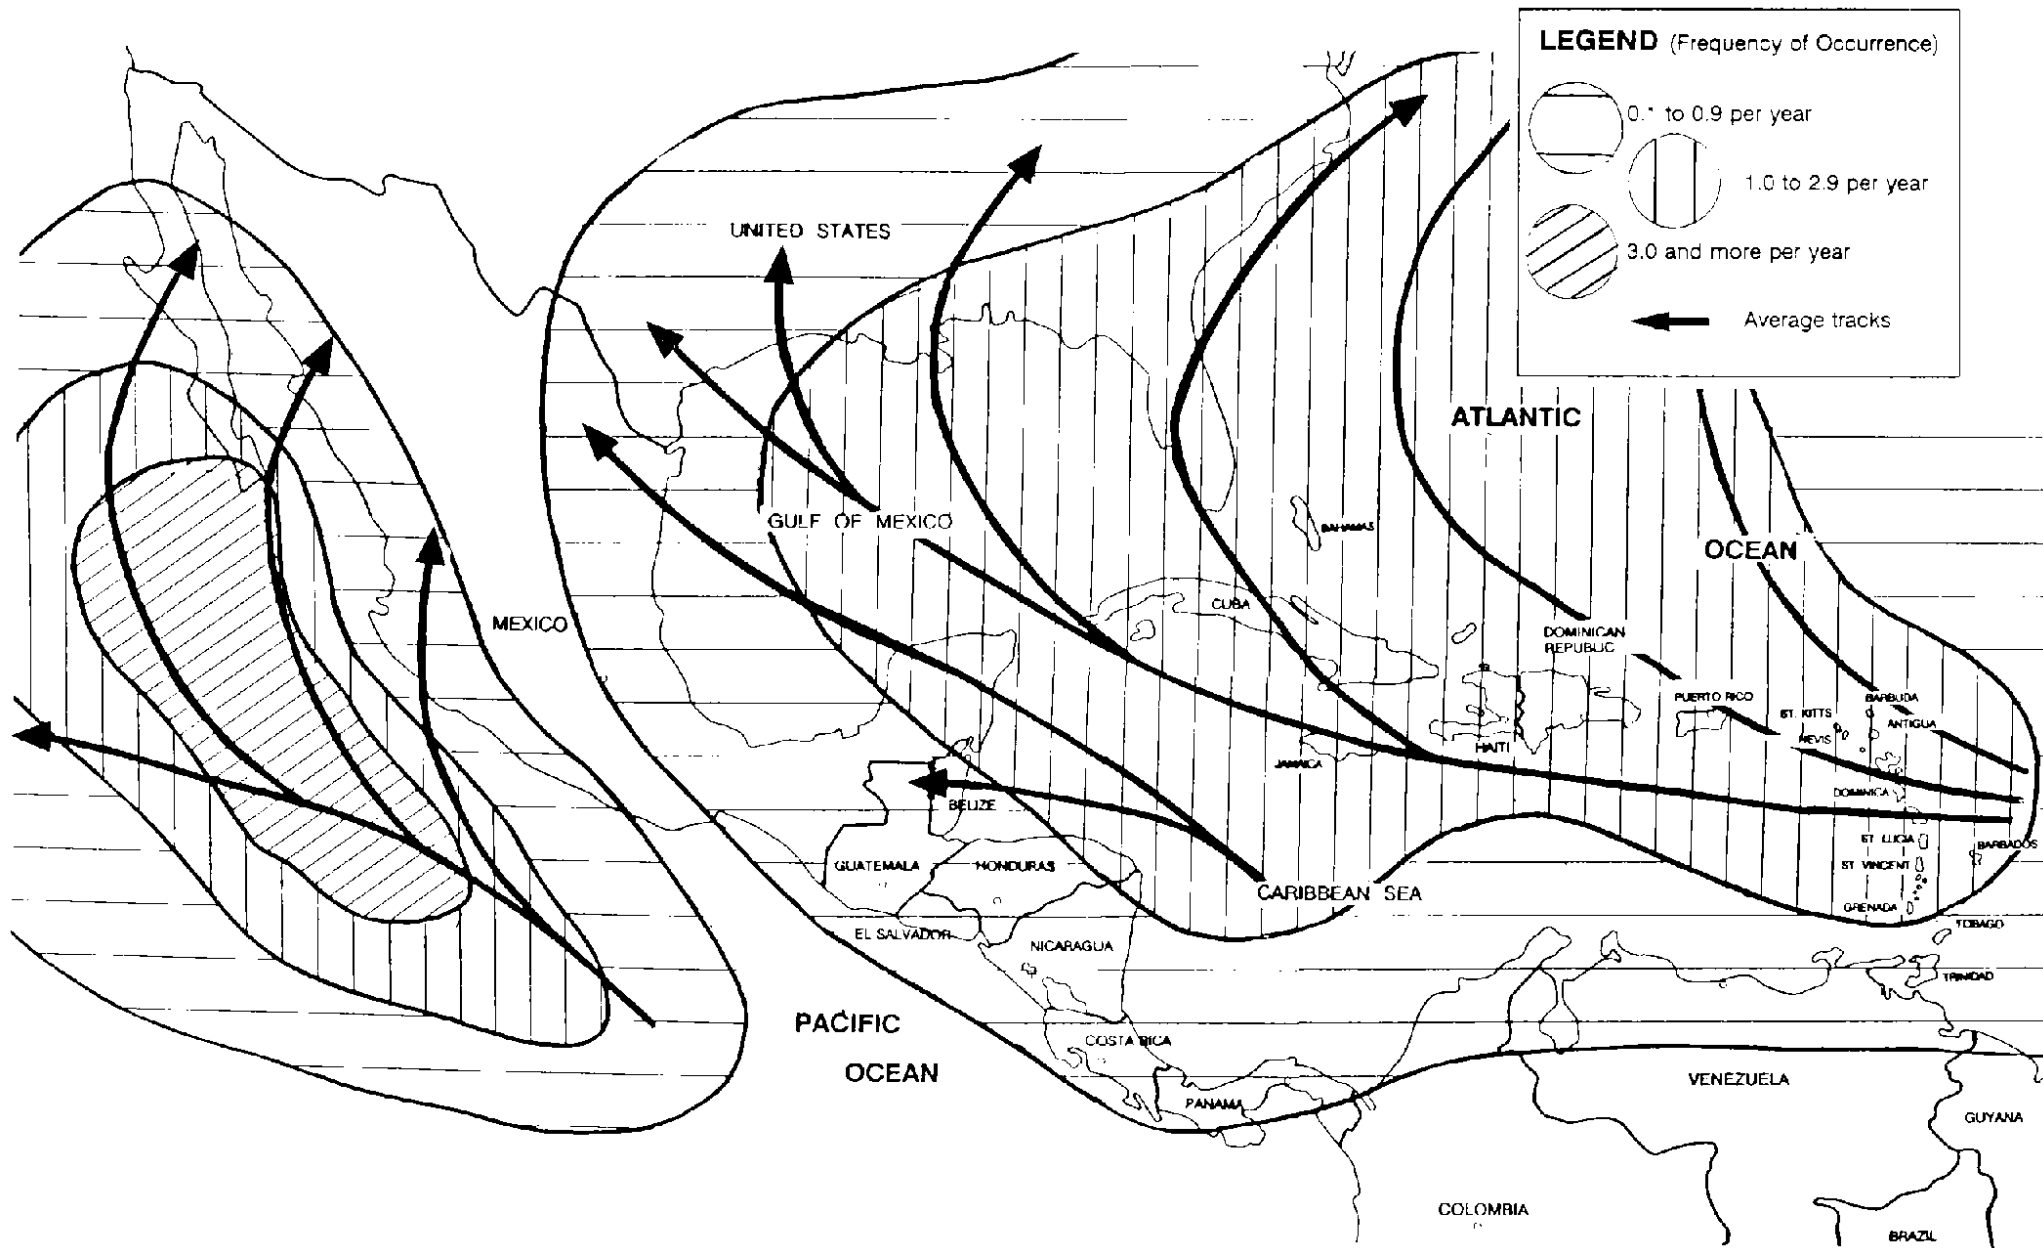 LEGEND (Frequency of Occurrence)
0.1 to 0.9 per year
1.0 to 2.9 per year
3.0 and more per year
Average tracks
UNITED STATES
ATLANTIC
OCEAN
GULF OF MEXICO
BAHAMAS
MEXICO
CUBA
DOMINICAN
REPUBLIC
PUERTO RICO
BARBUDA
ST. KITTS
ANTIGUA
NEVIS
HAITI
JAMAICA
DOMINICA
BELIZE
ST. LUCIA
BARBADOS
ST VINCENT
GUATEMALA
HONDURAS
CARIBBEAN SEA
GRENADA
TOBAGO
EL SALVADOR
NICARAGUA
TRINIDAD
PACIFIC
OCEAN
COSTA RICA
VENEZUELA
PANAMA
GUYANA
COLOMBIA
BRAZIL